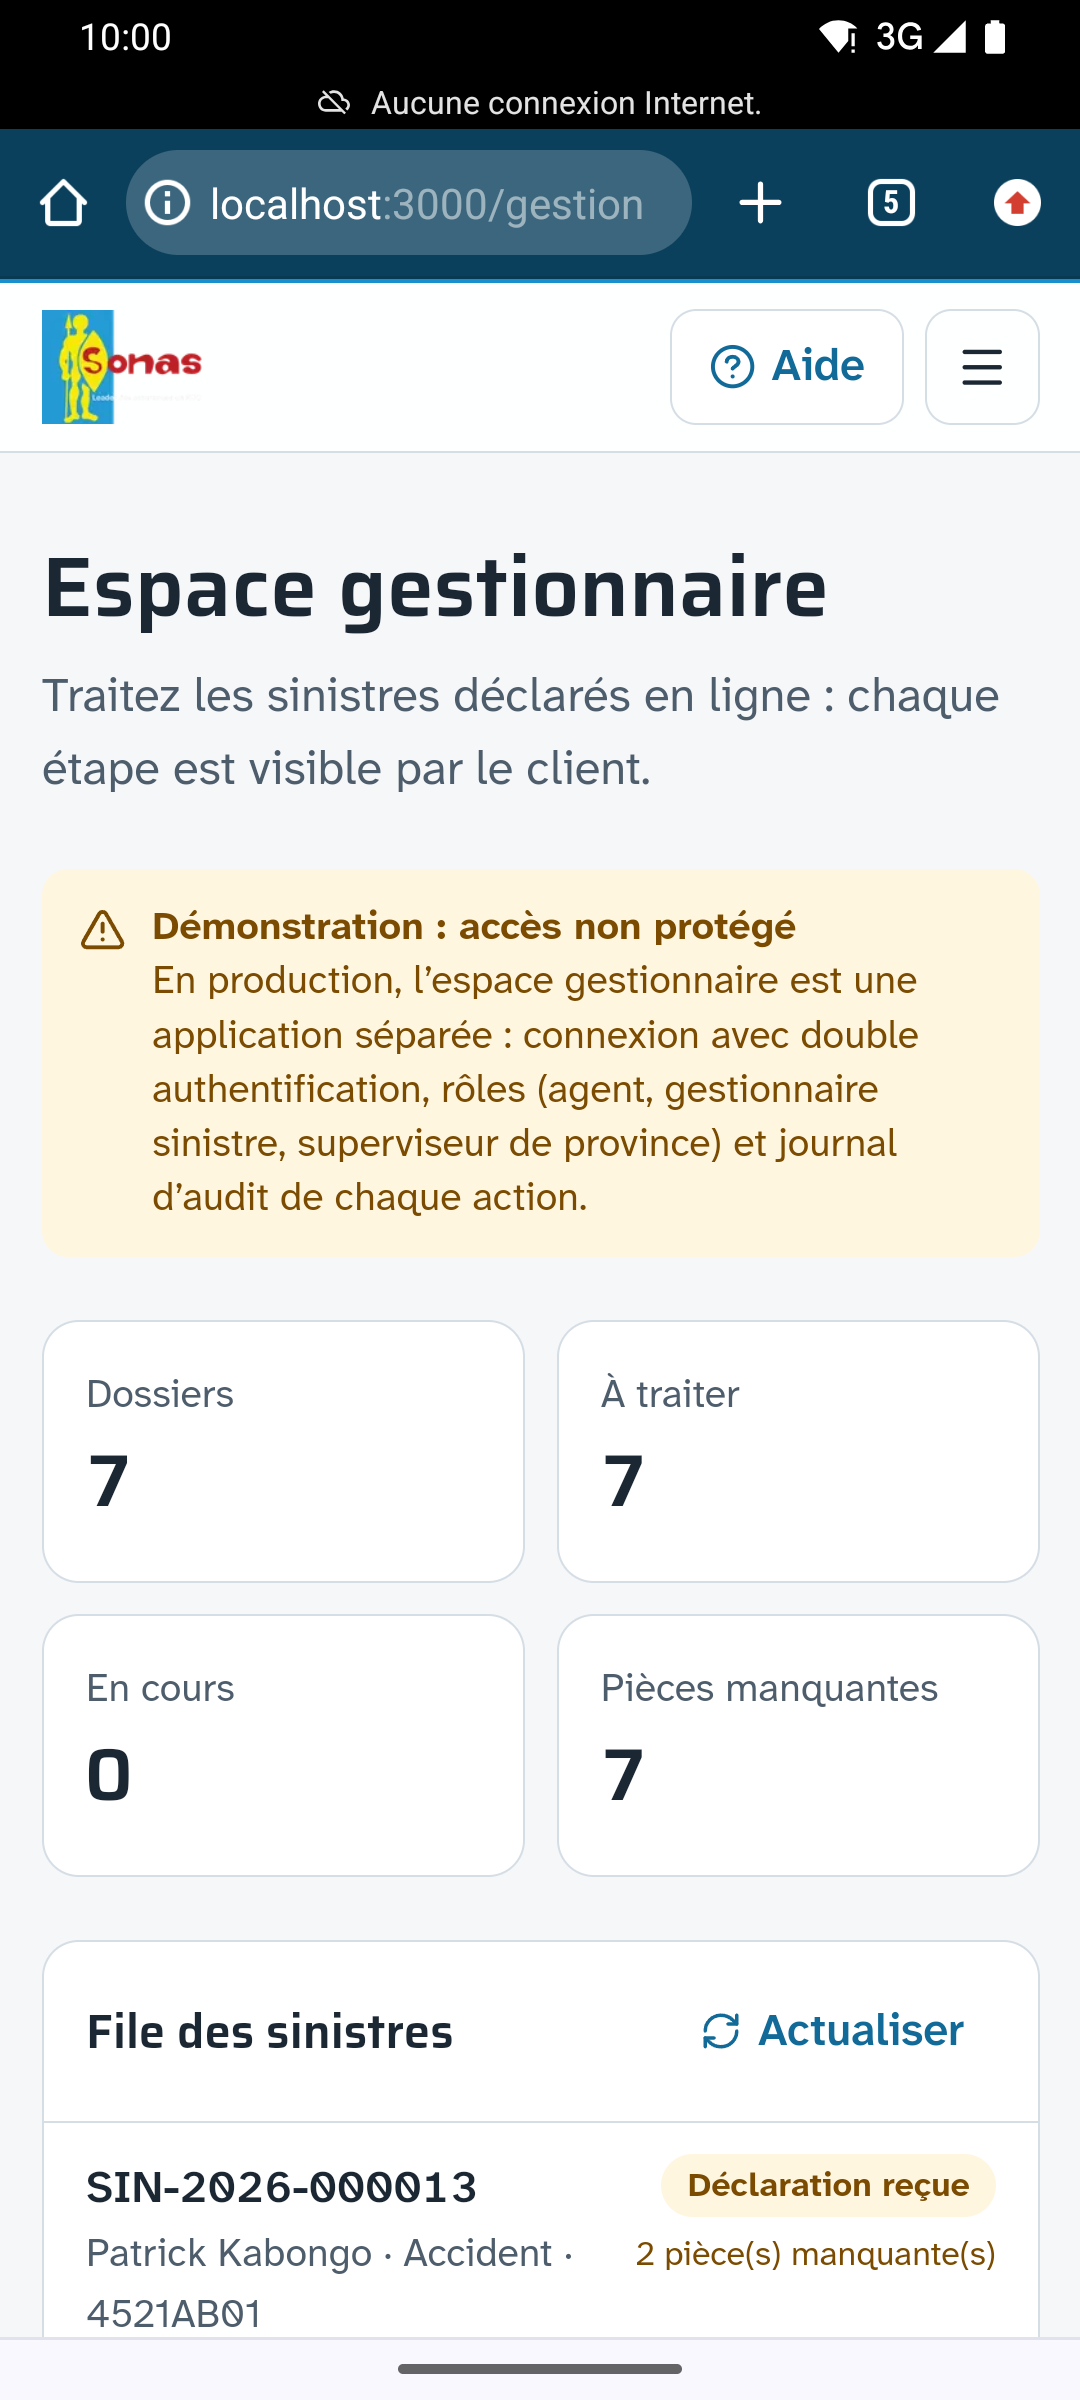 10:00
3G
Aucune connexion Internet.
localhost:3000/gestion
5
Sonas
Aide
Espace gestionnaire
Traitez les sinistres déclarés en ligne : chaque
étape est visible par le client.
Démonstration : accès non protégé
En production, l’espace gestionnaire est une
application séparée : connexion avec double
authentification, rôles (agent, gestionnaire
sinistre, superviseur de province) et journal
d’audit de chaque action.
Dossiers
7
À traiter
7
En cours
0
Pièces manquantes
7
File des sinistres
Actualiser
SIN-2026-000013
Déclaration reçue
Patrick Kabongo · Accident ·
4521AB01
2 pièce(s) manquante(s)